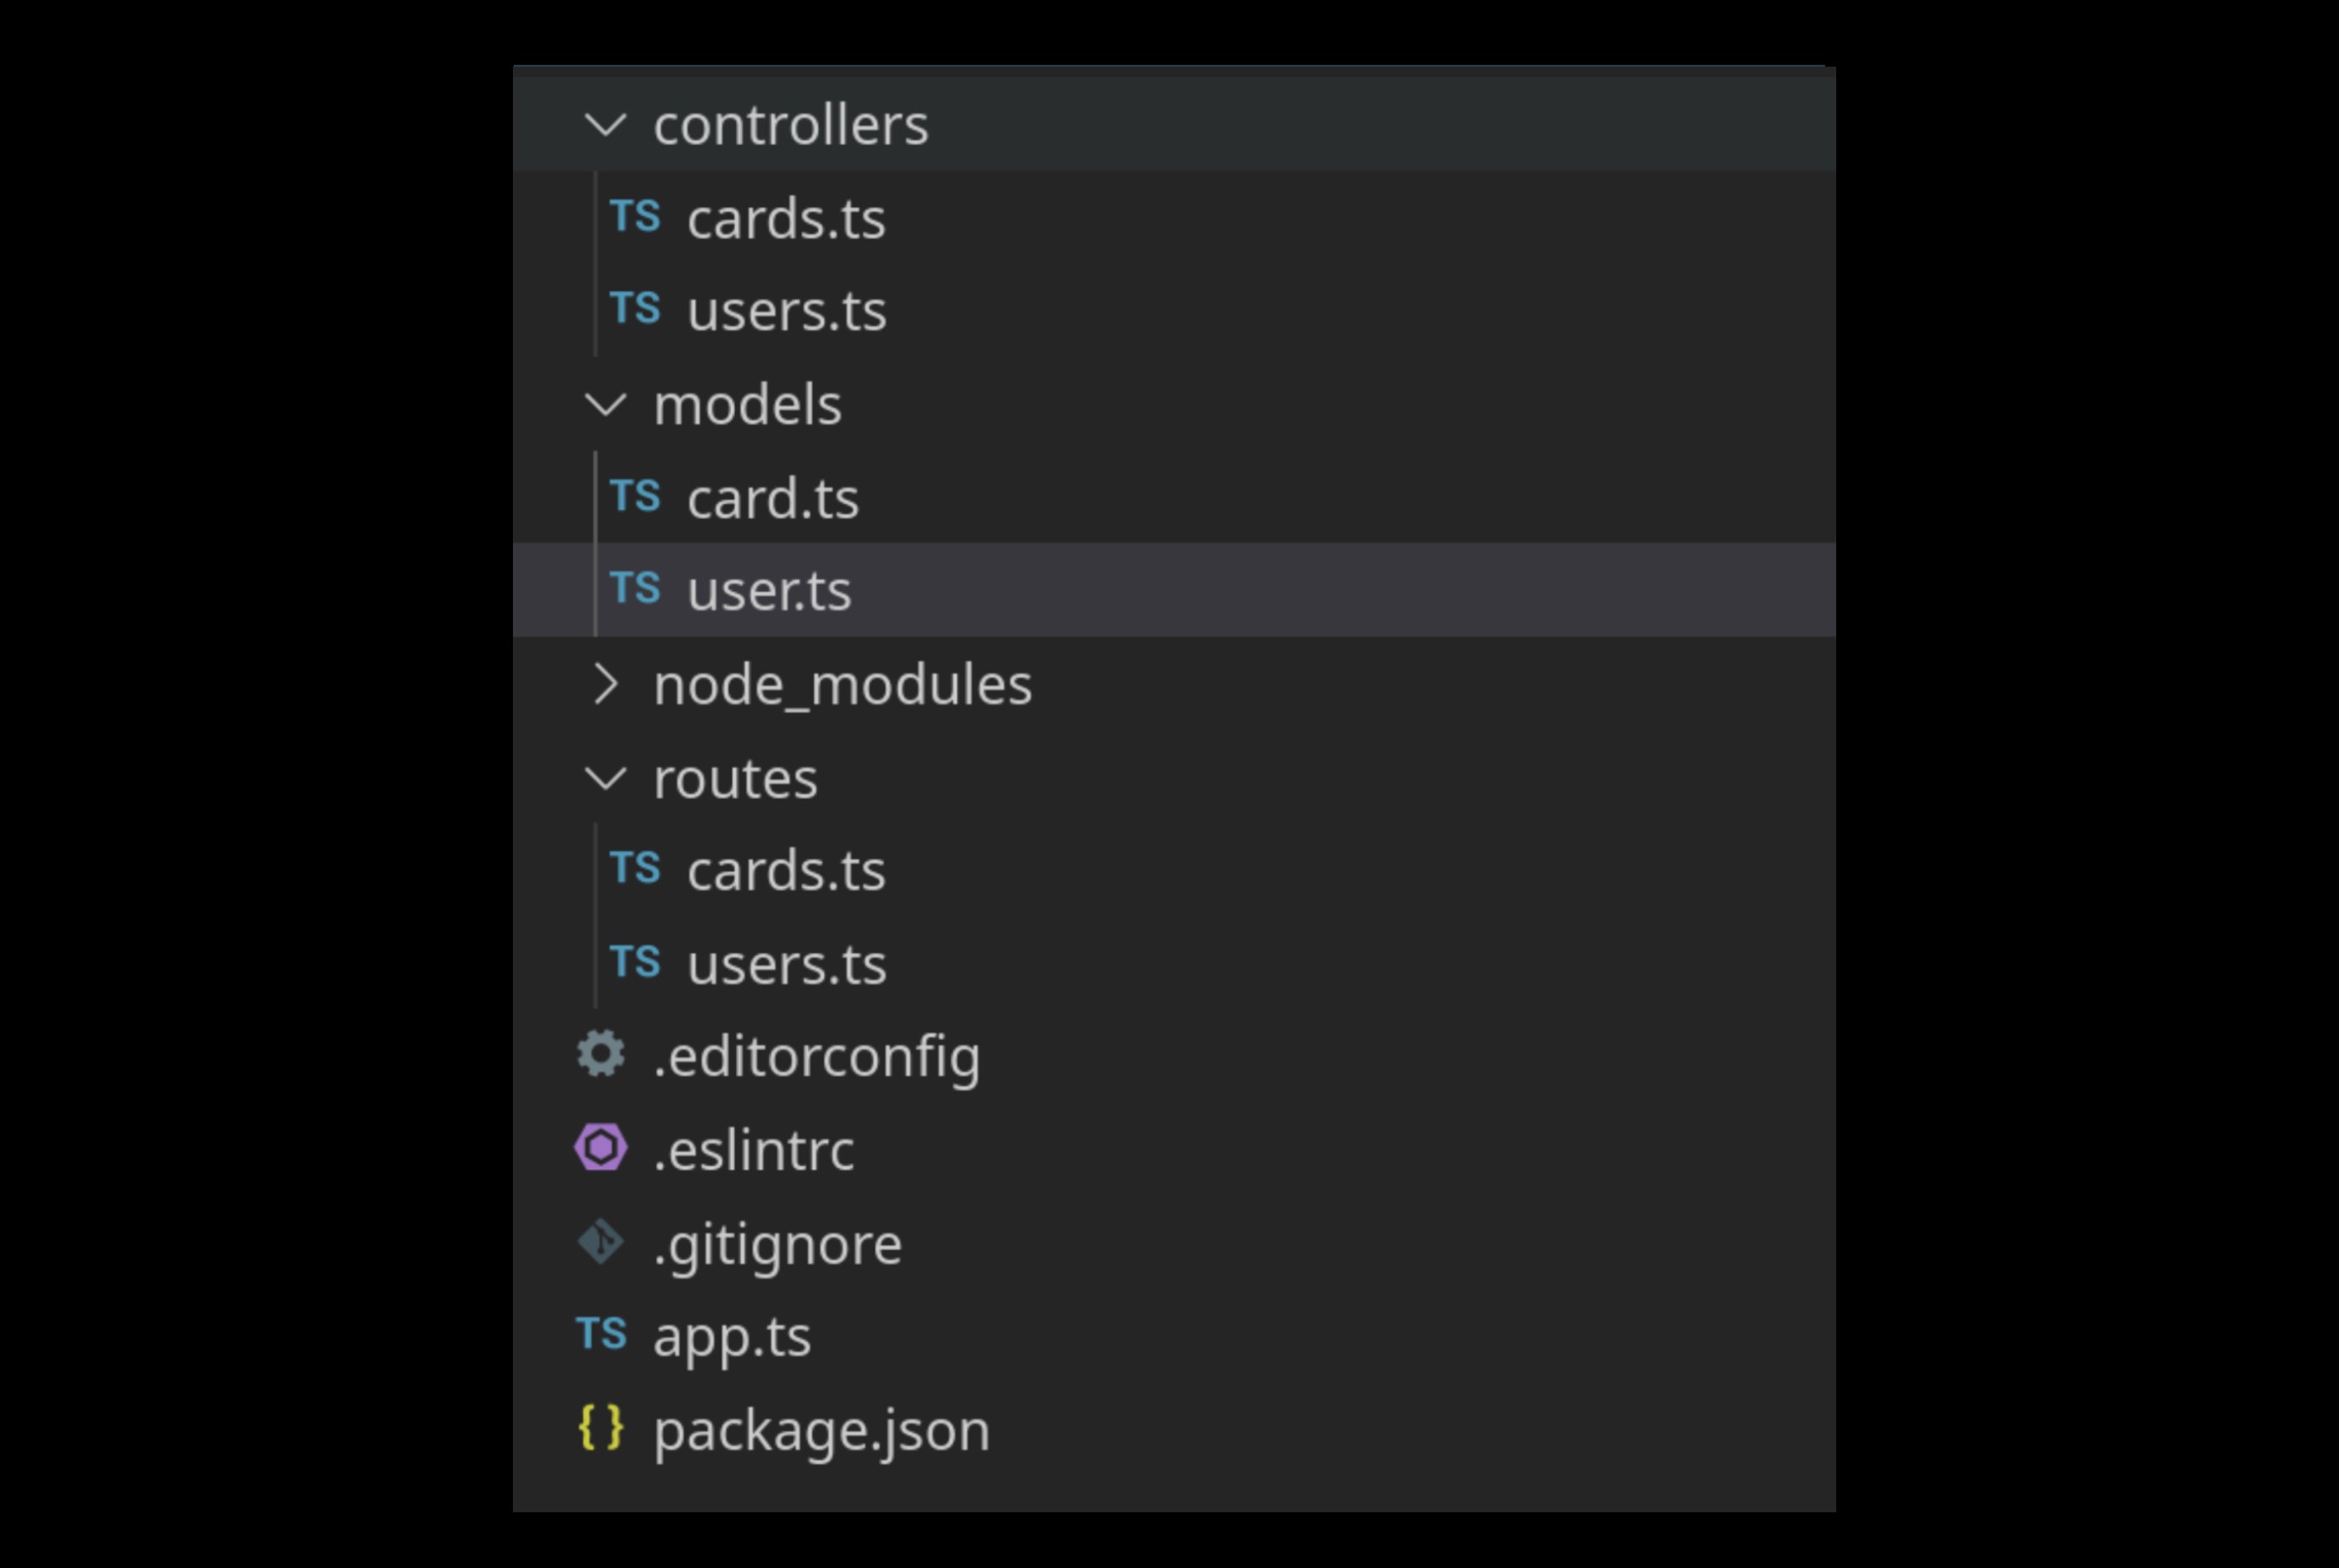 controllers
TS cards.ts
TS users.ts
models
TS card.ts
TS user.ts
node_modules
routes
TS cards.ts
TS users.ts
.editorconfig
.eslintrc
.gitignore
TS app.ts
{} package.json